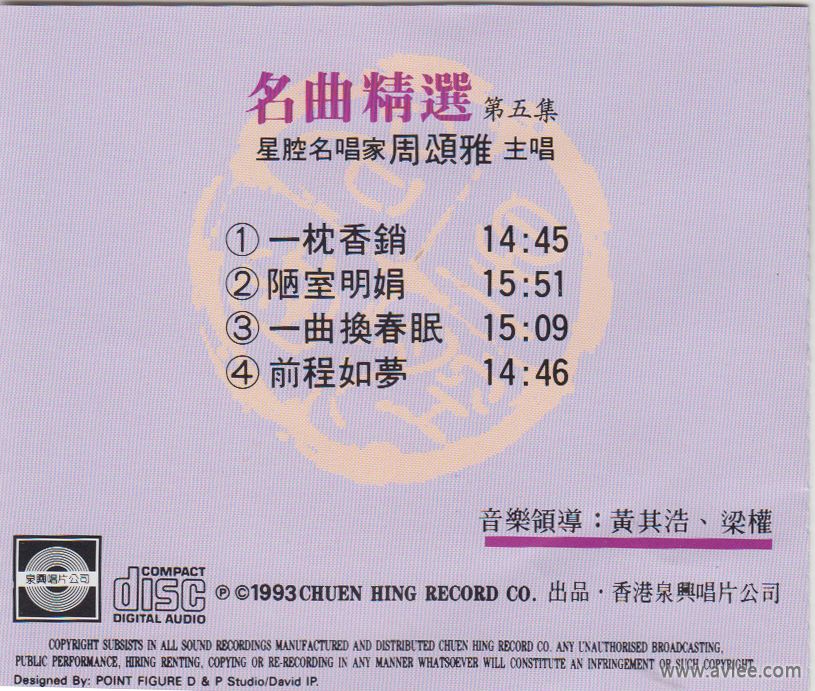 名曲精選 第五集
星腔名唱家周頌雅 主唱
① 一枕香銷 14:45
② 陋室明娟 15:51
③ 一曲換春眠 15:09
④ 前程如夢 14:46
音樂領導：黃其浩、梁權
泉興唱片公司
COMPACT
disc
DIGITAL AUDIO
℗ ©1993 CHUEN HING RECORD CO. 出品·香港泉興唱片公司
COPYRIGHT SUBSISTS IN ALL SOUND RECORDINGS MANUFACTURED AND DISTRIBUTED CHUEN HING RECORD CO. ANY UNAUTHORISED BROADCASTING,
PUBLIC PERFORMANCE, HIRING RENTING, COPYING OR RE-RECORDING IN ANY MANNER WHATSOEVER WILL CONSTITUTE AN INFRINGEMENT OR SUCH COPYRIGHT.
www.avlee.com
Designed By: POINT FIGURE D & P Studio/David IP.